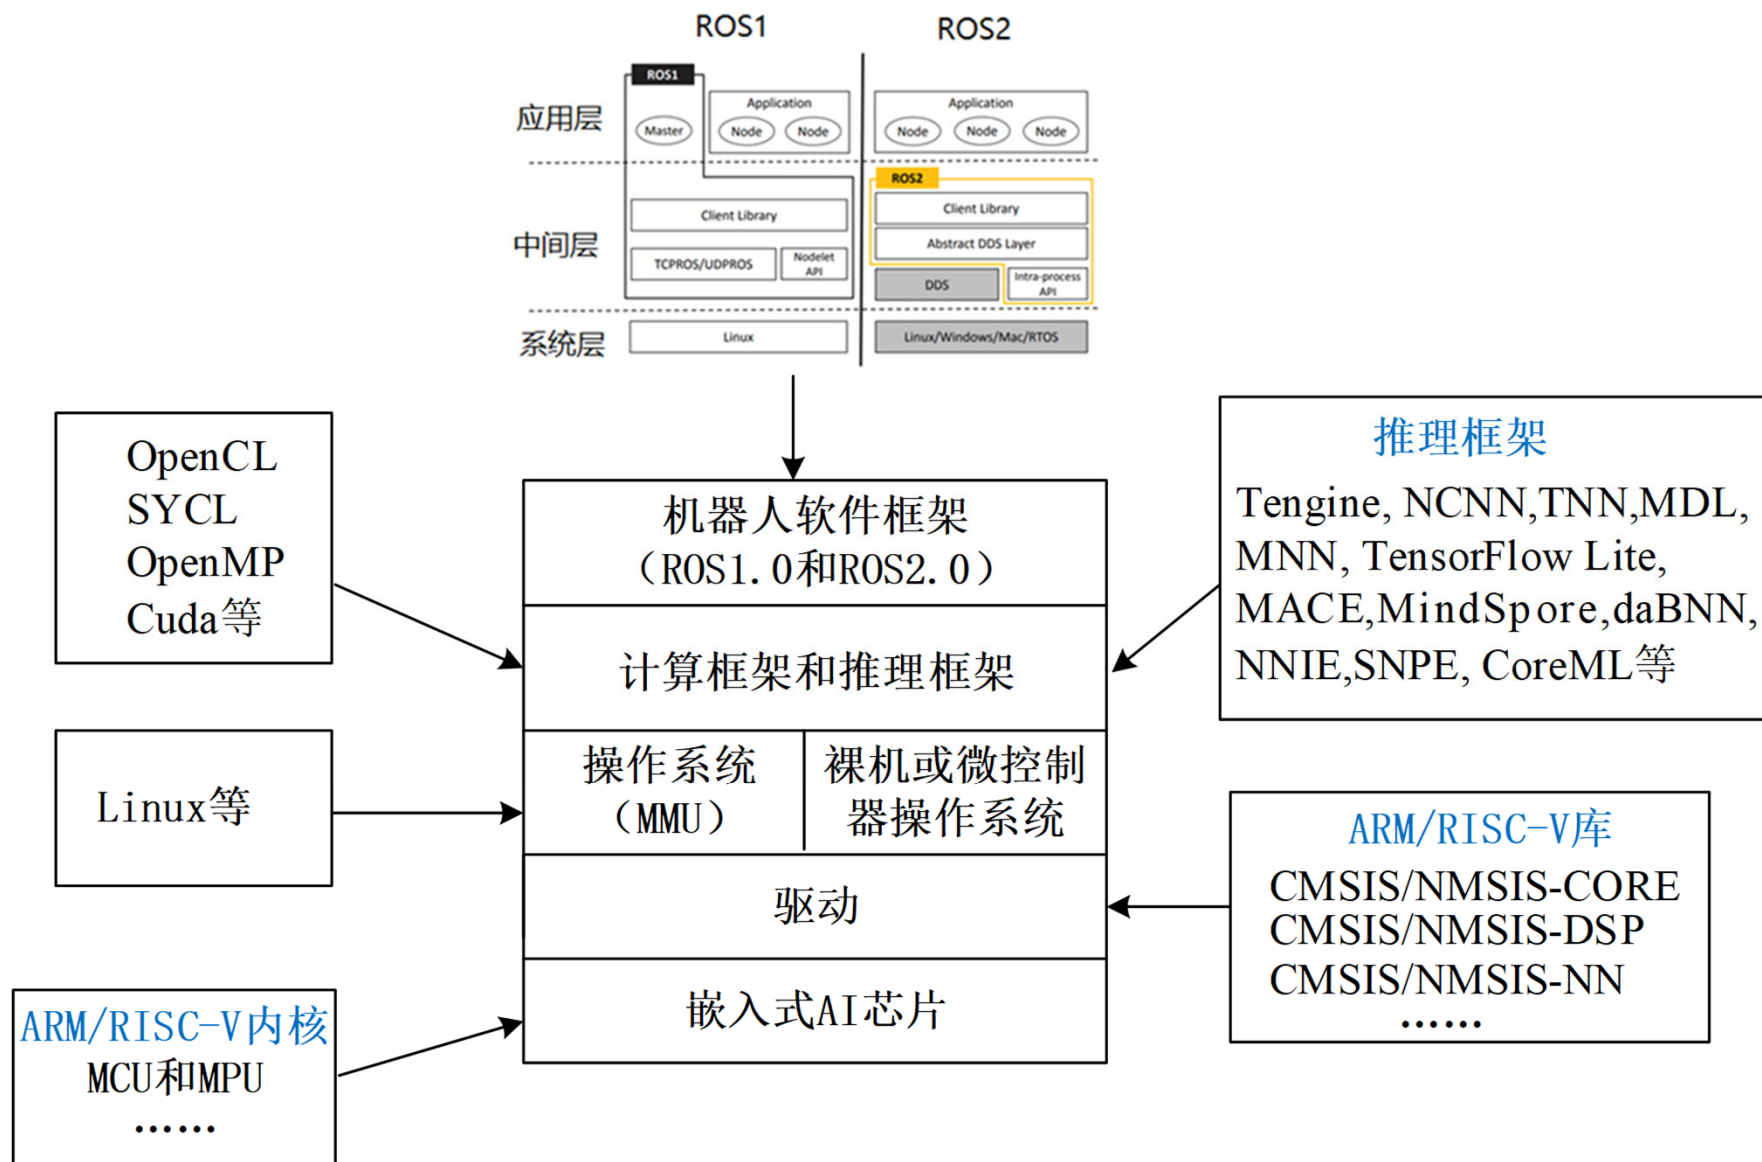 ROS1
ROS2
ROS1
应用层
Master
Application
Node
Node
Application
Node
Node
Node
ROS2
中间层
Client Library
TCPROS/UDPROS
Nodelet
API
Client Library
Abstract DDS Layer
DDS
Intra-process
API
系统层
Linux
Linux/Windows/Mac/RTOS
OpenCL
SYCL
OpenMP
Cuda等
机器人软件框架
（ROS1.0和ROS2.0）
推理框架
Tengine, NCNN,TNN,MDL,
MNN, TensorFlow Lite,
MACE,MindSpore,daBNN,
NNIE,SNPE, CoreML等
计算框架和推理框架
Linux等
操作系统
（MMU）
裸机或微控制
器操作系统
ARM/RISC-V库
CMSIS/NMSIS-CORE
CMSIS/NMSIS-DSP
CMSIS/NMSIS-NN
……
驱动
ARM/RISC-V内核
MCU和MPU
……
嵌入式AI芯片